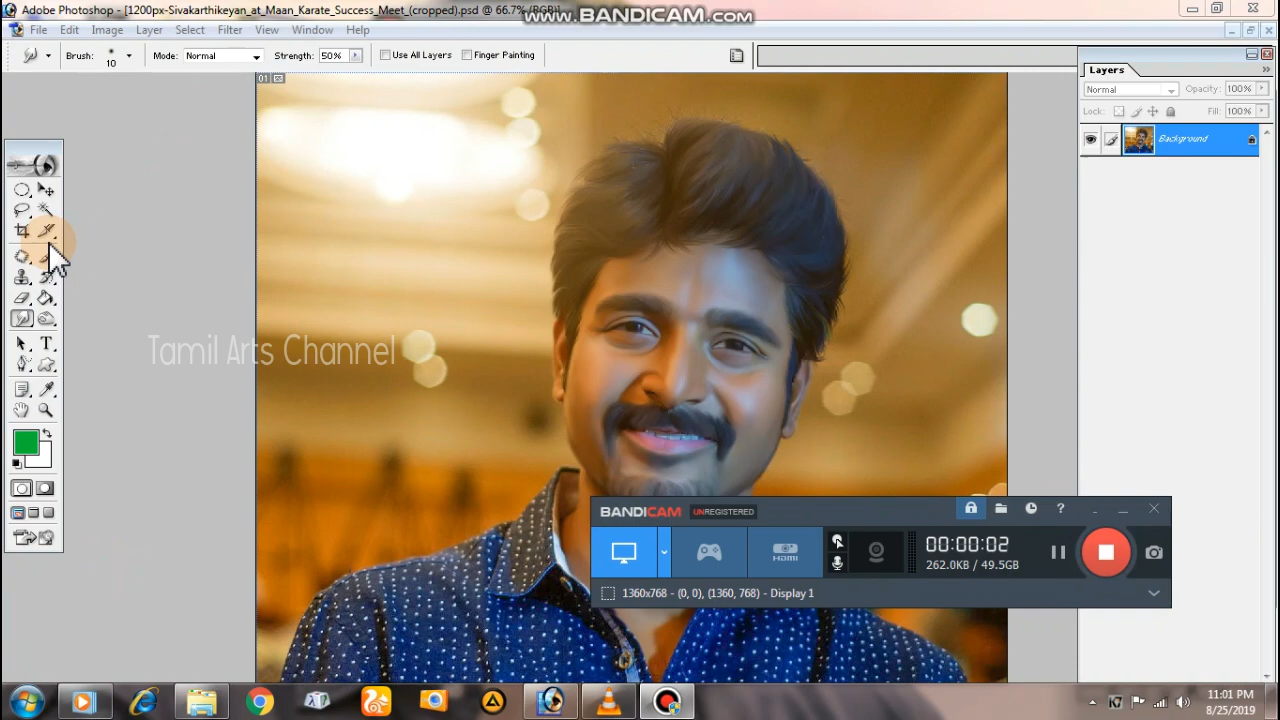 Adobe Photoshop - [1200px-Sivakarthikeyan_at_Maan_Karate_Success_Meet_(cropped).psd @ 66.7% (RGB)]
www.BANDICAM.com
File Edit Image Layer Select Filter View Window Help
Brush: 10 Mode: Normal Strength: 50% Use All Layers Finger Painting
Layers
Normal Opacity: 100%
Lock: Fill: 100%
Background
01
Tamil Arts Channel
T
BANDICAM UNREGISTERED
?
HDMI
00:00:02
262.0KB / 49.5GB
1360x768 - (0, 0), (1360, 768) - Display 1
11:01 PM
8/25/2019